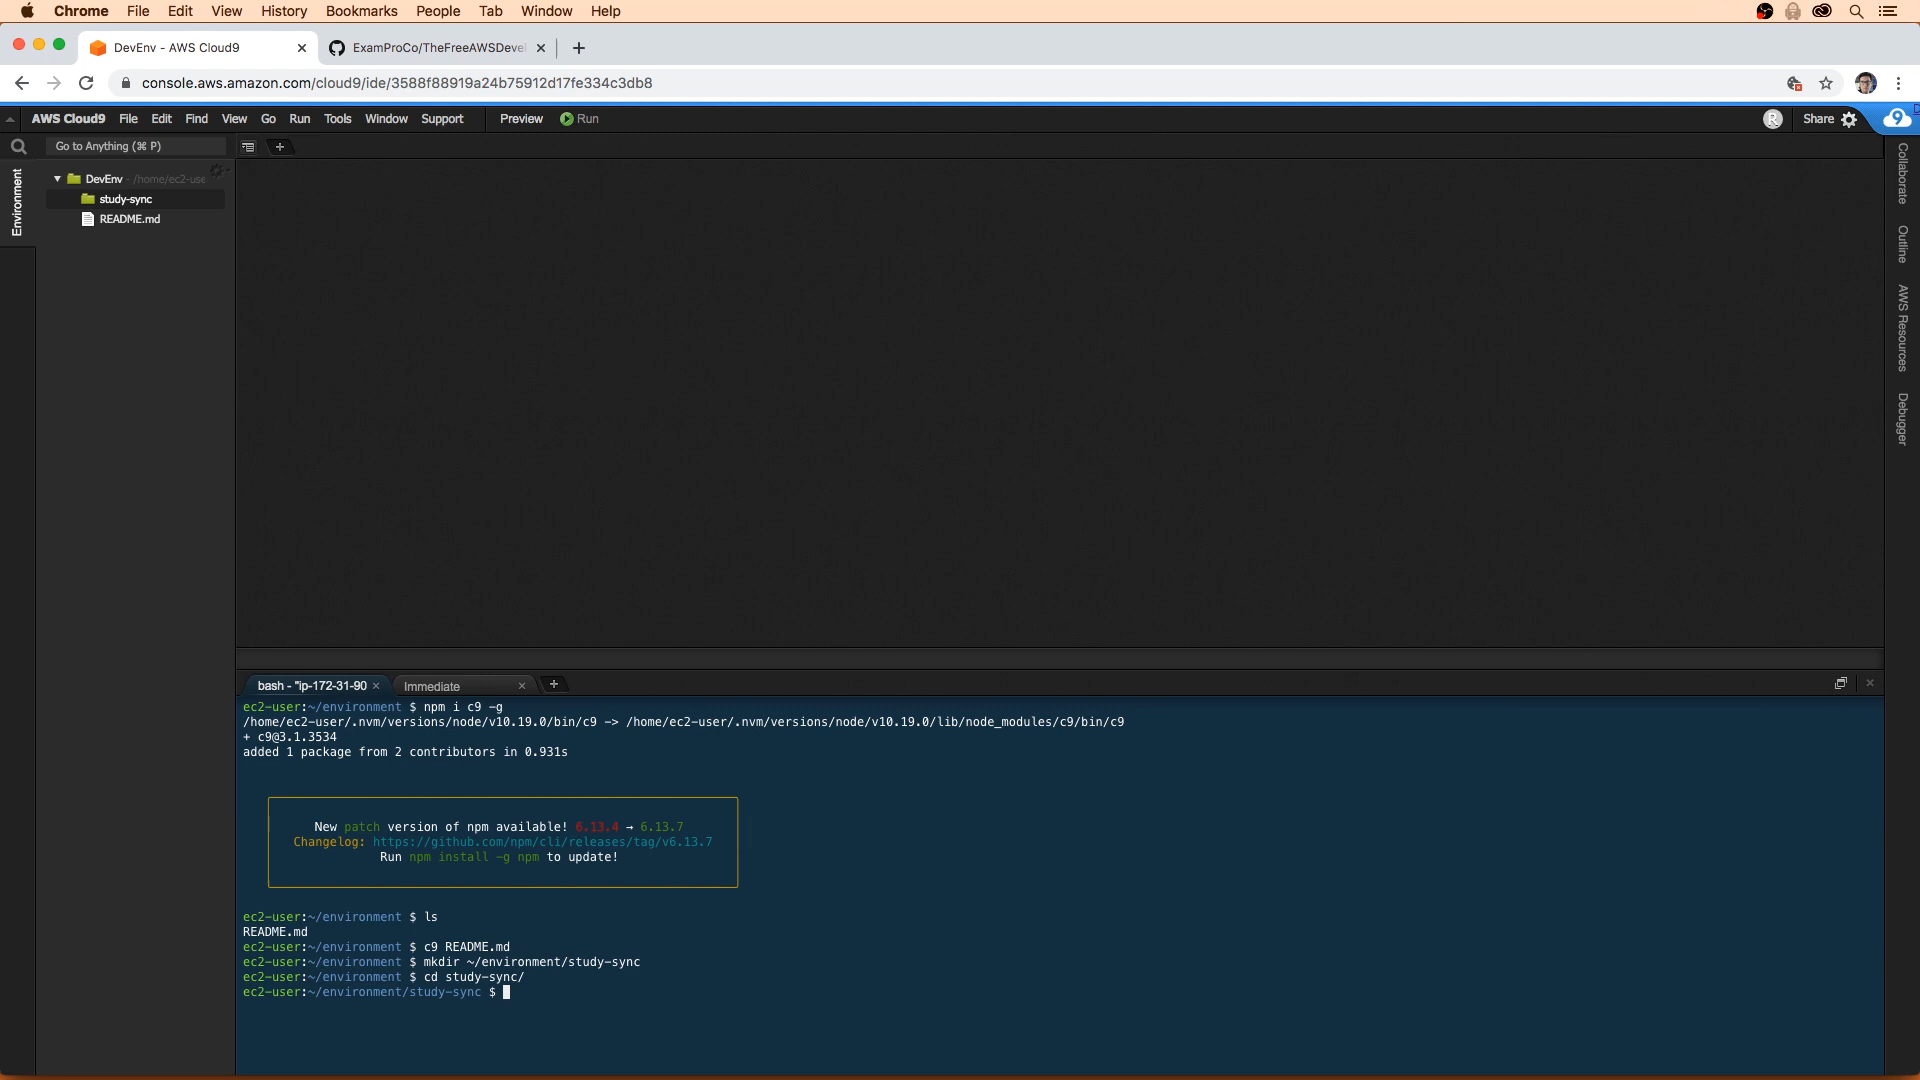 Chrome File Edit View History Bookmarks People Tab Window Help
DevEnv - AWS Cloud9
ExamProCo/TheFreeAWSDevel
console.aws.amazon.com/cloud9/ide/3588f88919a24b75912d17fe334c3db8
AWS Cloud9 File Edit Find View Go Run Tools Window Support Preview Run
R Share 9
Go to Anything (⌘ P)
Environment
DevEnv - /home/ec2-use
study-sync
README.md
Collaborate
Outline
AWS Resources
Debugger
bash - "ip-172-31-90
Immediate
ec2-user:~/environment $ npm i c9 -g
/home/ec2-user/.nvm/versions/node/v10.19.0/bin/c9 -> /home/ec2-user/.nvm/versions/node/v10.19.0/lib/node_modules/c9/bin/c9
+ c9@3.1.3534
added 1 package from 2 contributors in 0.931s
New patch version of npm available! 6.13.4 → 6.13.7
Changelog: https://github.com/npm/cli/releases/tag/v6.13.7
Run npm install -g npm to update!
ec2-user:~/environment $ ls
README.md
ec2-user:~/environment $ c9 README.md
ec2-user:~/environment $ mkdir ~/environment/study-sync
ec2-user:~/environment $ cd study-sync/
ec2-user:~/environment/study-sync $